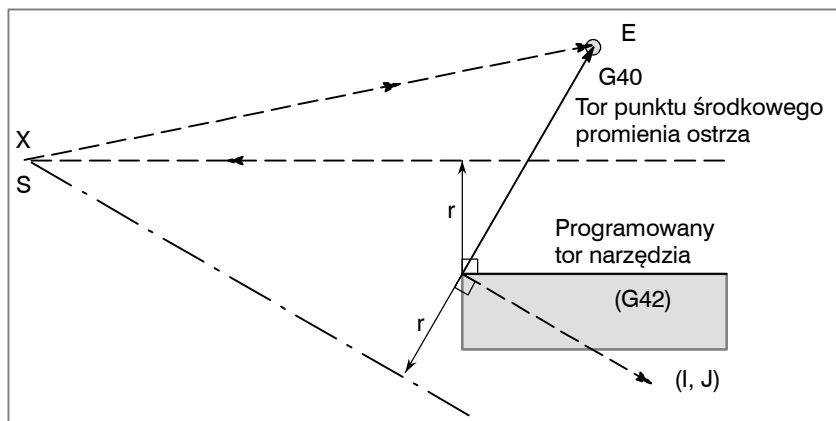 E
G40
Tor punktu środkowego
promienia ostrza
X
S
r
Programowany
tor narzędzia
(G42)
r
(I, J)